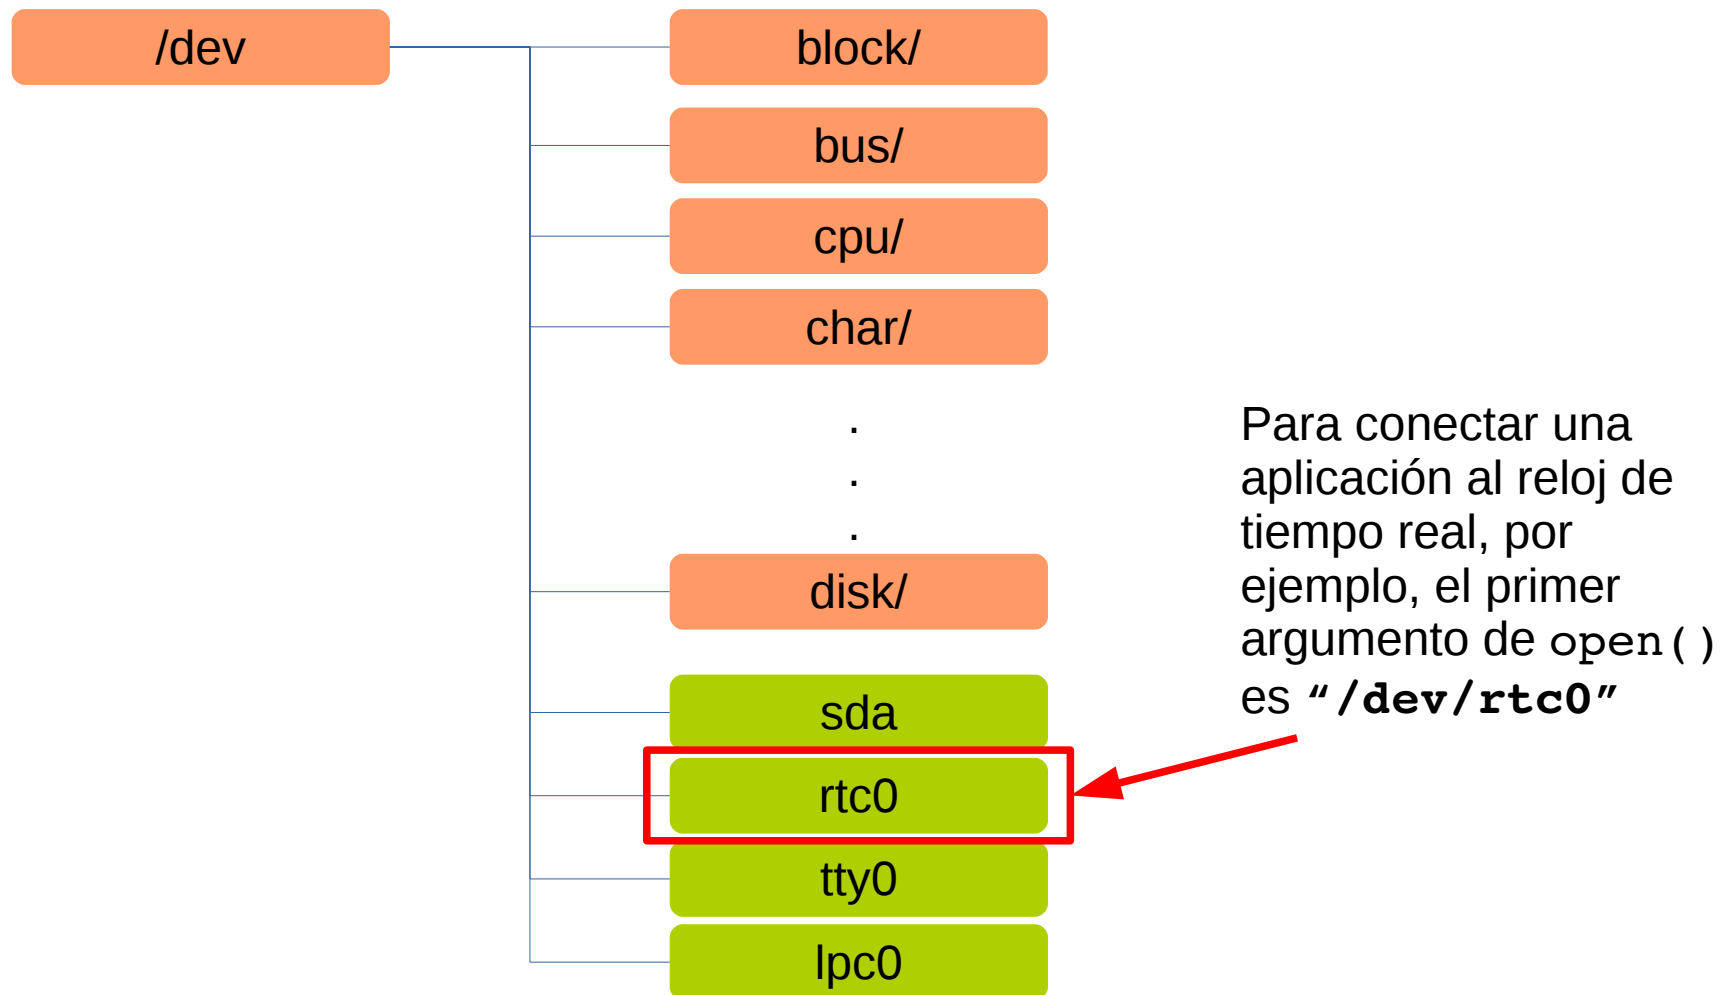 /dev
block/
bus/
cpu/
char/
.
.
.
disk/
sda
rtc0
tty0
lpc0
Para conectar una
aplicación al reloj de
tiempo real, por
ejemplo, el primer
argumento de open()
es “/dev/rtc0”